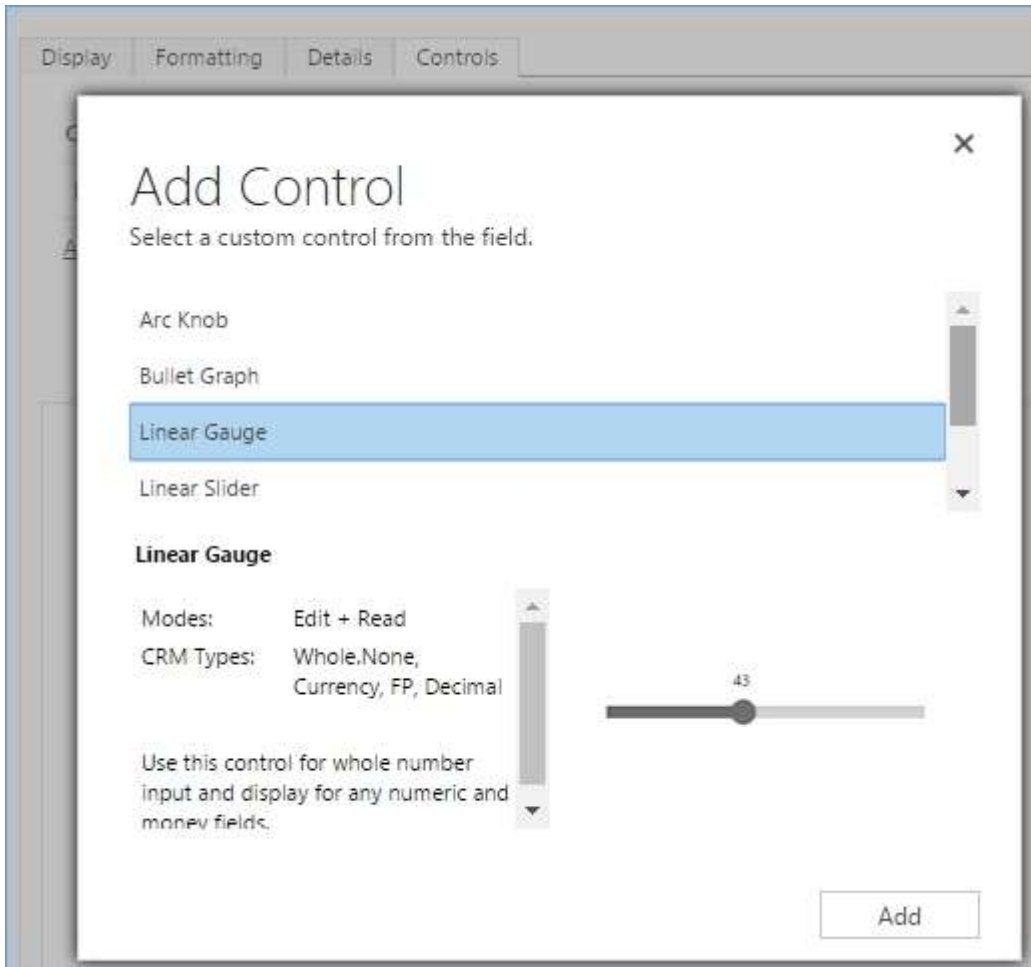 Display Formatting Details Controls
Add Control
Select a custom control from the field.
Arc Knob
Bullet Graph
Linear Gauge
Linear Slider
Linear Gauge
Modes: Edit + Read
CRM Types: Whole.None,
Currency, FP, Decimal
Use this control for whole number
input and display for any numeric and
money fields.
43
Add